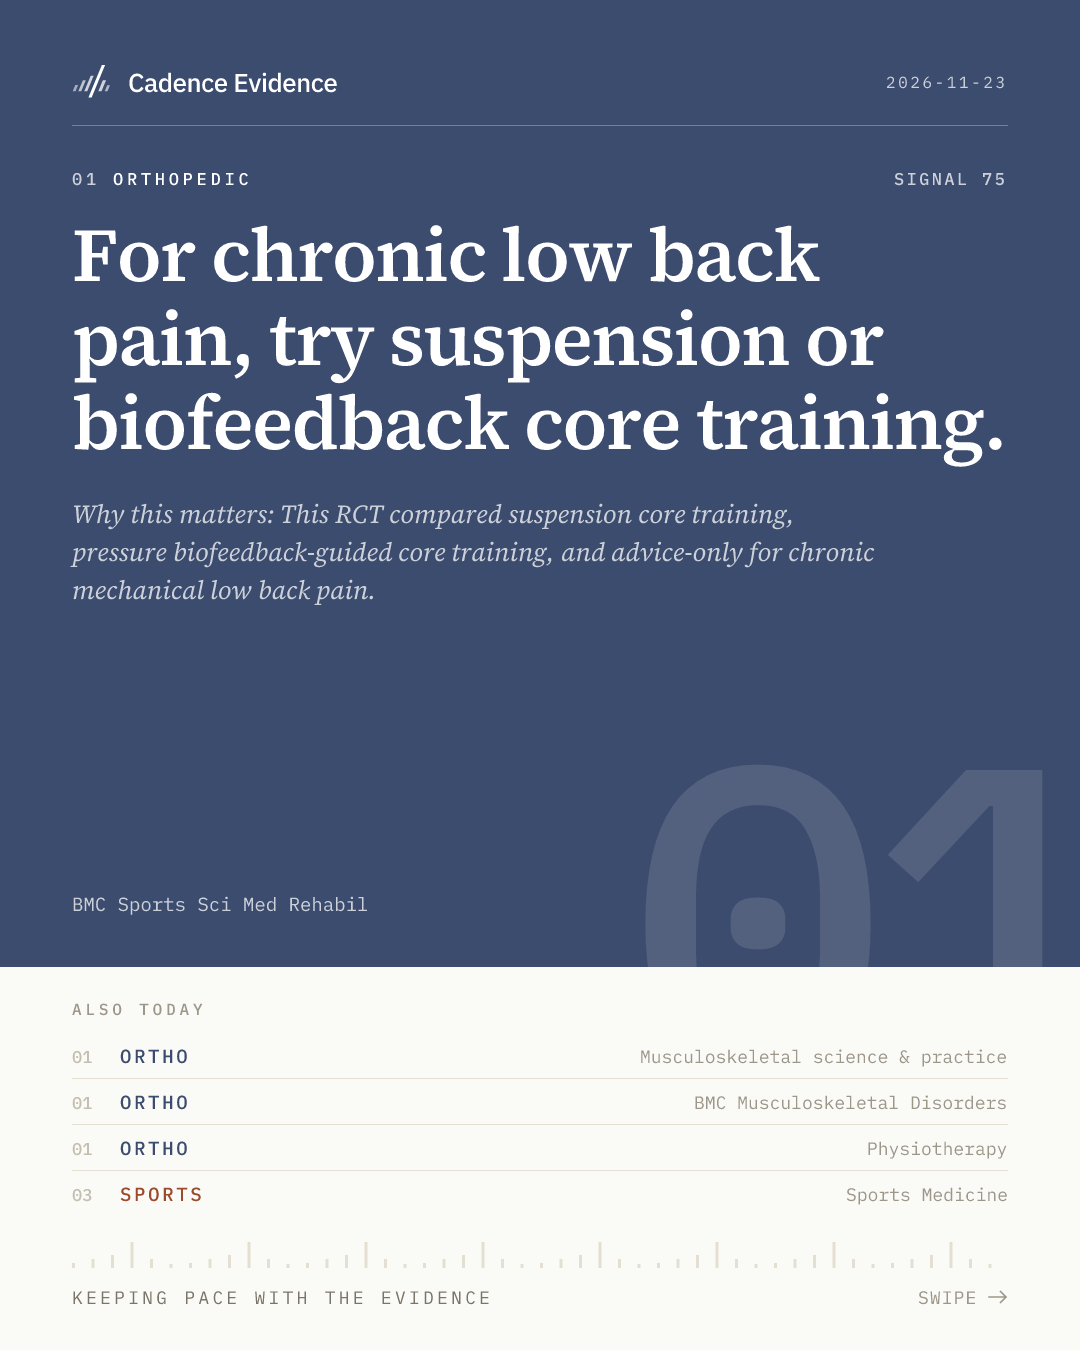 Cadence Evidence
2026-11-23
01 ORTHOPEDIC
SIGNAL 75
For chronic low back
pain, try suspension or
biofeedback core training.
Why this matters: This RCT compared suspension core training,
pressure biofeedback-guided core training, and advice-only for chronic
mechanical low back pain.
01
BMC Sports Sci Med Rehabil
ALSO TODAY
01 ORTHO Musculoskeletal science & practice
01 ORTHO BMC Musculoskeletal Disorders
01 ORTHO Physiotherapy
03 SPORTS Sports Medicine
KEEPING PACE WITH THE EVIDENCE
SWIPE →